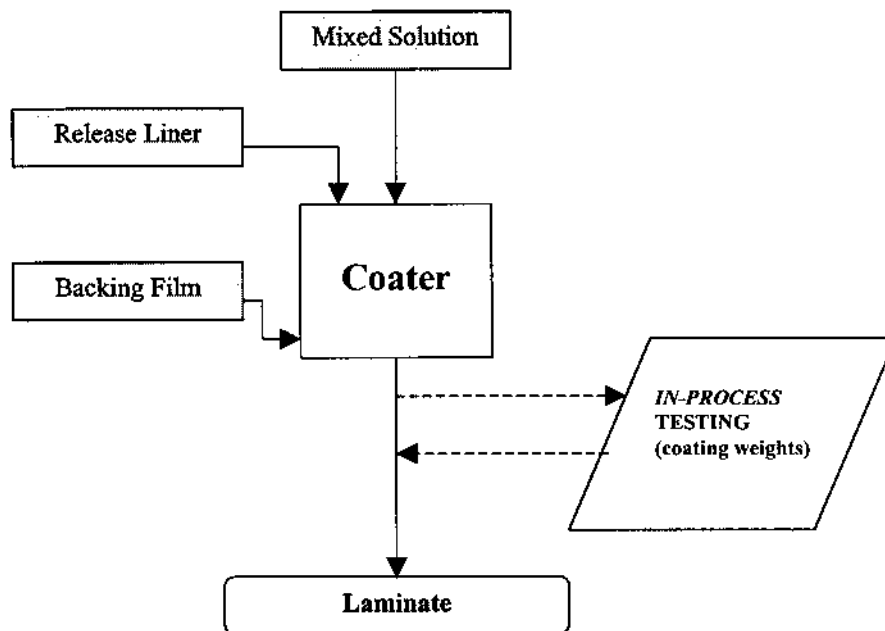 Mixed Solution
Release Liner
Coater
Backing Film
IN-PROCESS
TESTING
(coating weights)
Laminate